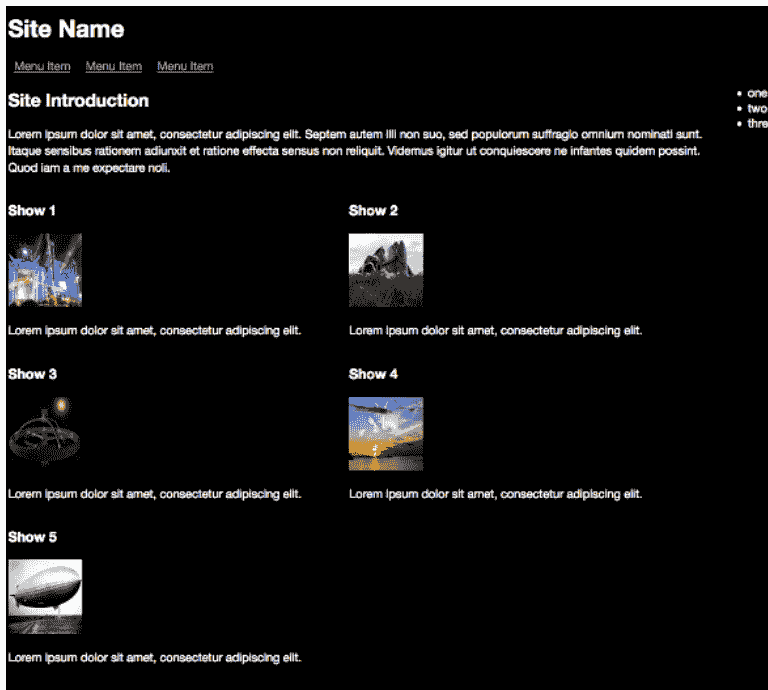 Site Name
Menu Item Menu Item Menu Item
Site Introduction
Lorem ipsum dolor sit amet, consectetur adipiscing elit. Septem autem illi non suo, sed populorum suffragio omnium nominati sunt.
Itaque sensibus rationem adiunxit et ratione effecta sensus non reliquit. Videmus igitur ut conquiescere ne infantes quidem possint.
Quod iam a me expectare noli.
• one
• two
• thre
Show 1
Lorem ipsum dolor sit amet, consectetur adipiscing elit.
Show 2
Lorem ipsum dolor sit amet, consectetur adipiscing elit.
Show 3
Lorem ipsum dolor sit amet, consectetur adipiscing elit.
Show 4
Lorem ipsum dolor sit amet, consectetur adipiscing elit.
Show 5
Lorem ipsum dolor sit amet, consectetur adipiscing elit.